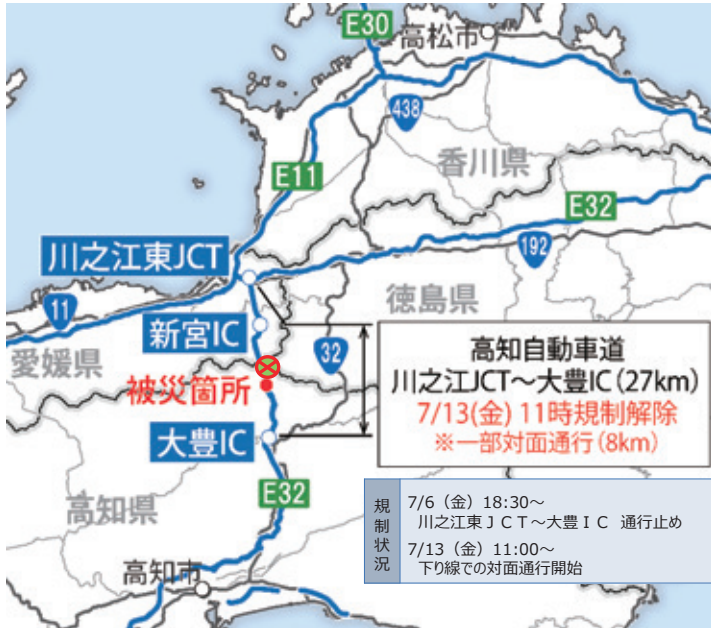 E30
高松市
438
香川県
E11
E32
川之江東JCT
192
11
徳島県
新宮IC
愛媛県
32
高知自動車道
川之江JCT～大豊IC(27km)
7/13(金) 11時規制解除
※一部対面通行(8km)
被災箇所
大豊IC
E32
高知県
規制状況
7/6（金）18:30～
川之江東ＪＣＴ～大豊ＩＣ 通行止め
7/13（金）11:00～
下り線での対面通行開始
高知市